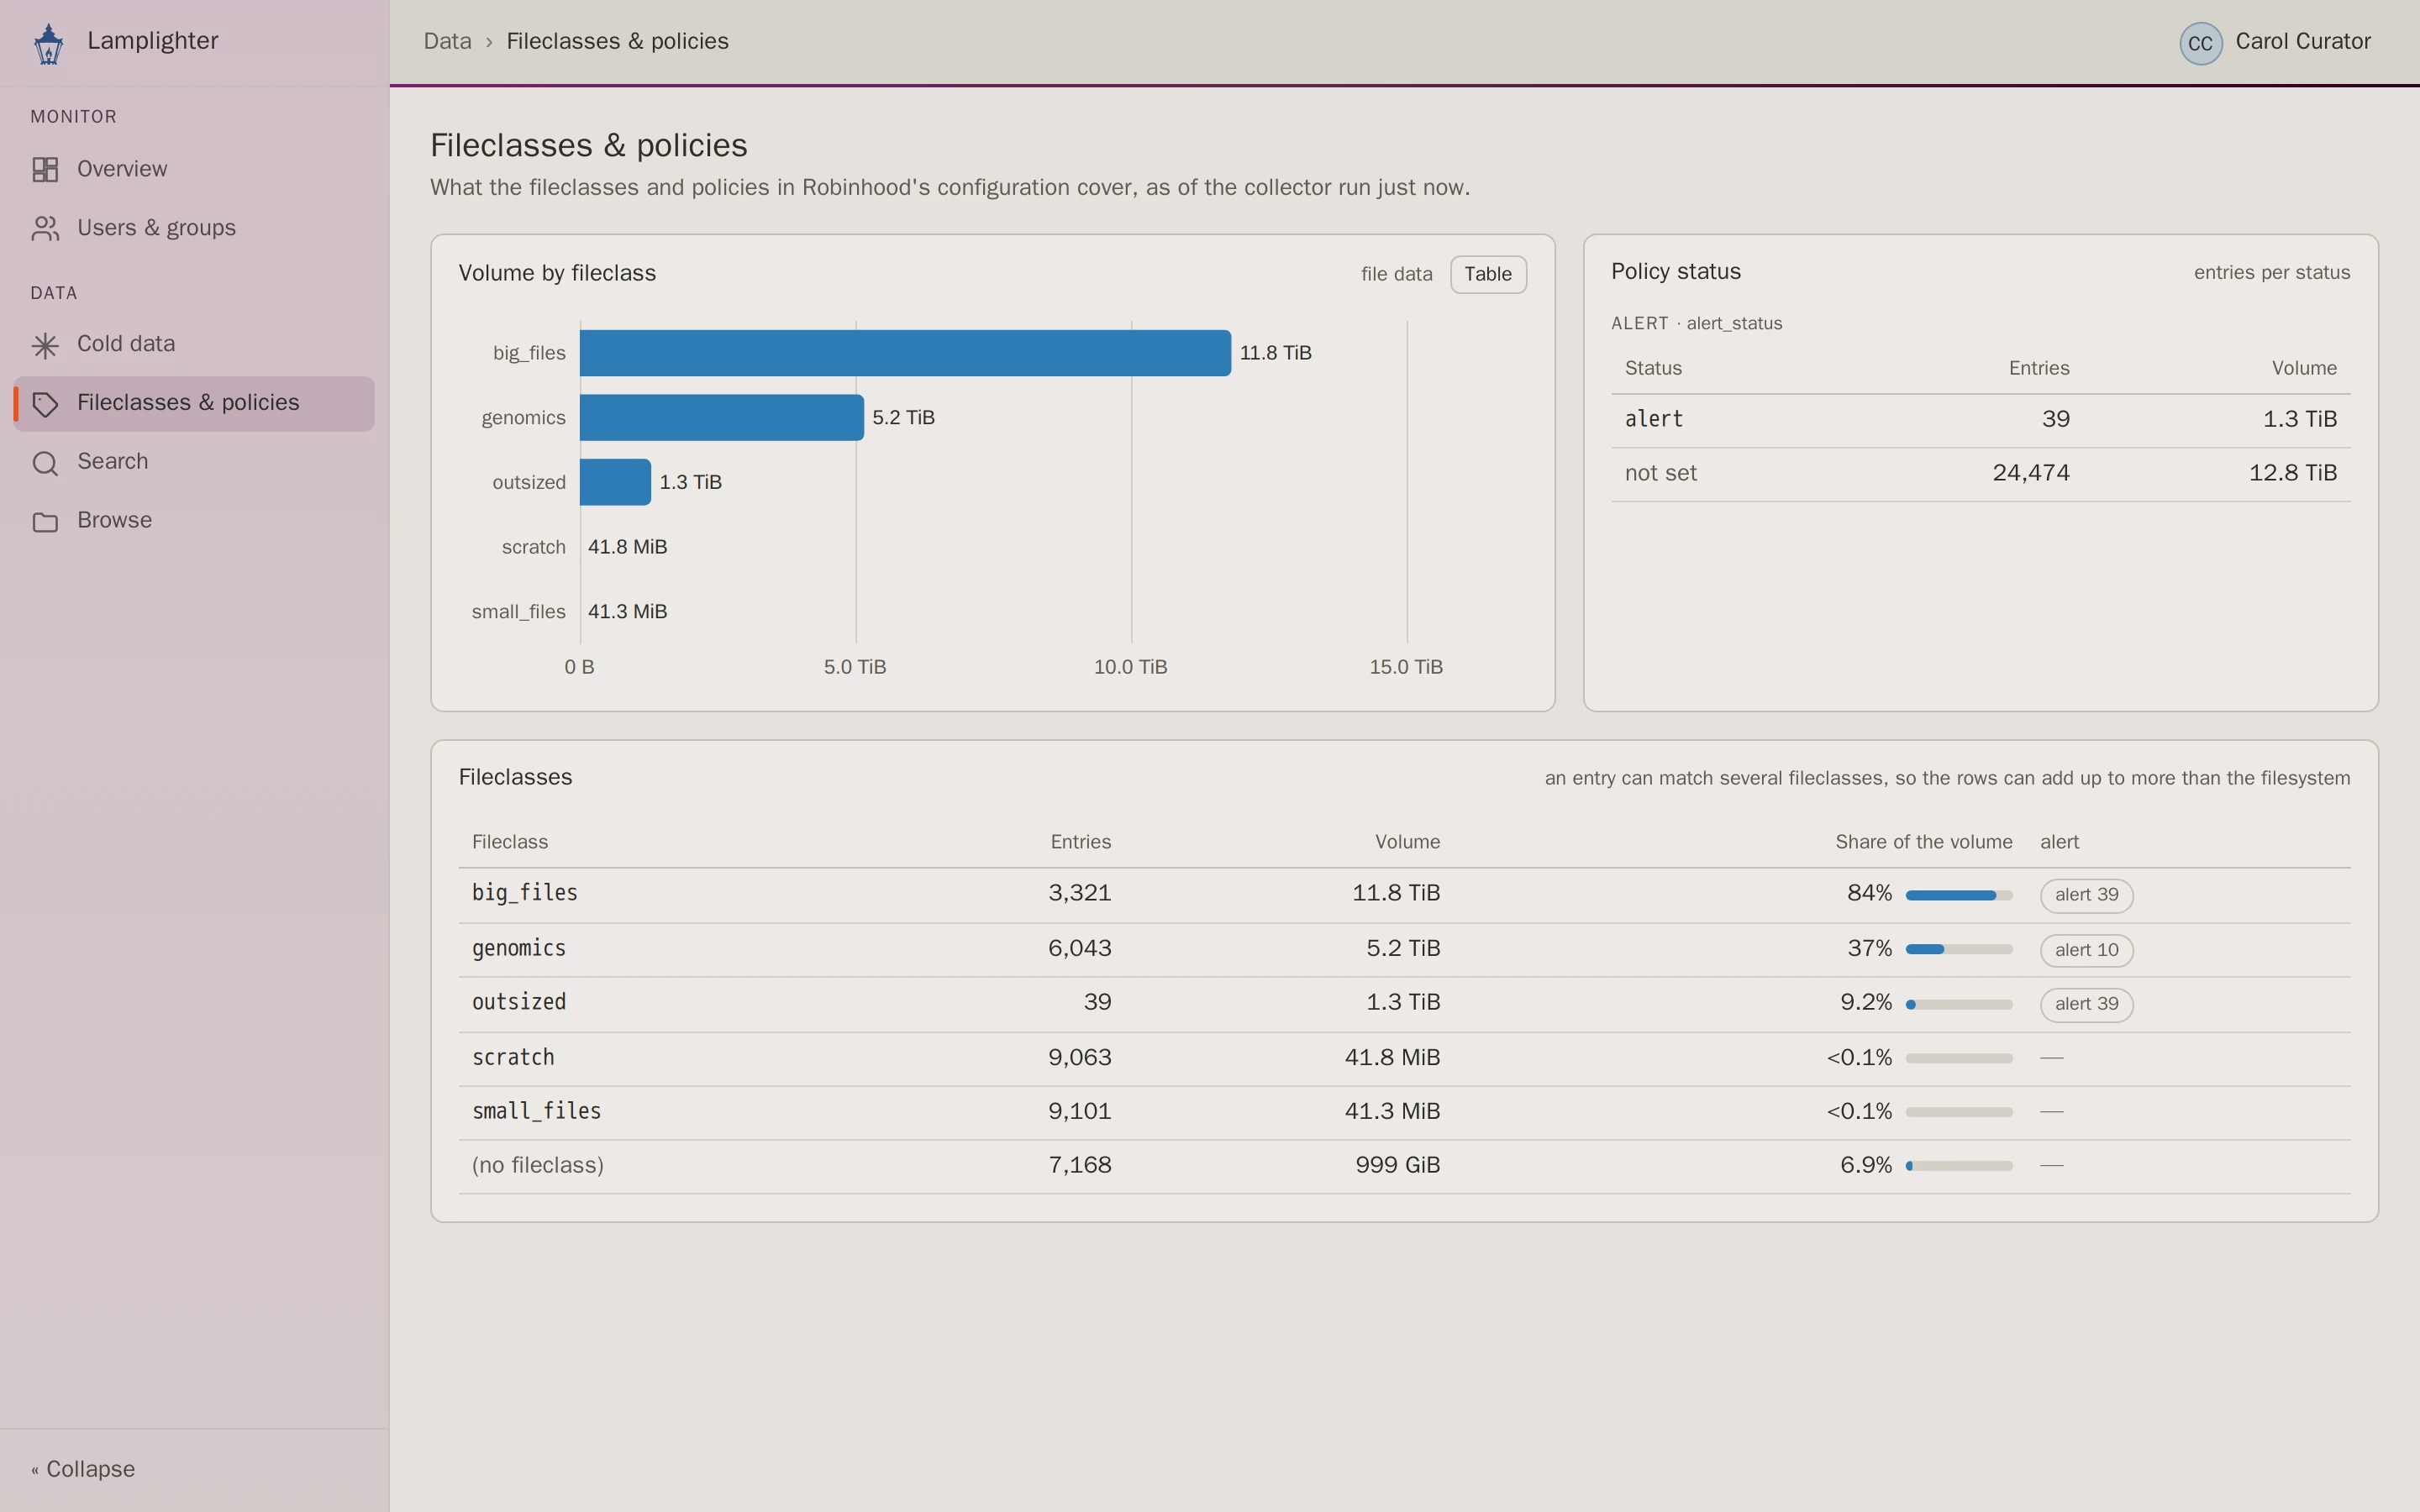 Lamplighter
MONITOR
Overview
Users & groups
DATA
Cold data
Fileclasses & policies
Search
Browse
« Collapse
Data › Fileclasses & policies
CC Carol Curator
Fileclasses & policies
What the fileclasses and policies in Robinhood's configuration cover, as of the collector run just now.
Volume by fileclass file data Table
big_files 11.8 TiB
genomics 5.2 TiB
outsized 1.3 TiB
scratch 41.8 MiB
small_files 41.3 MiB
0 B 5.0 TiB 10.0 TiB 15.0 TiB
Policy status entries per status
ALERT · alert_status
Status Entries Volume
alert 39 1.3 TiB
not set 24,474 12.8 TiB
Fileclasses an entry can match several fileclasses, so the rows can add up to more than the filesystem
Fileclass Entries Volume Share of the volume alert
big_files 3,321 11.8 TiB 84% alert 39
genomics 6,043 5.2 TiB 37% alert 10
outsized 39 1.3 TiB 9.2% alert 39
scratch 9,063 41.8 MiB <0.1% —
small_files 9,101 41.3 MiB <0.1% —
(no fileclass) 7,168 999 GiB 6.9% —